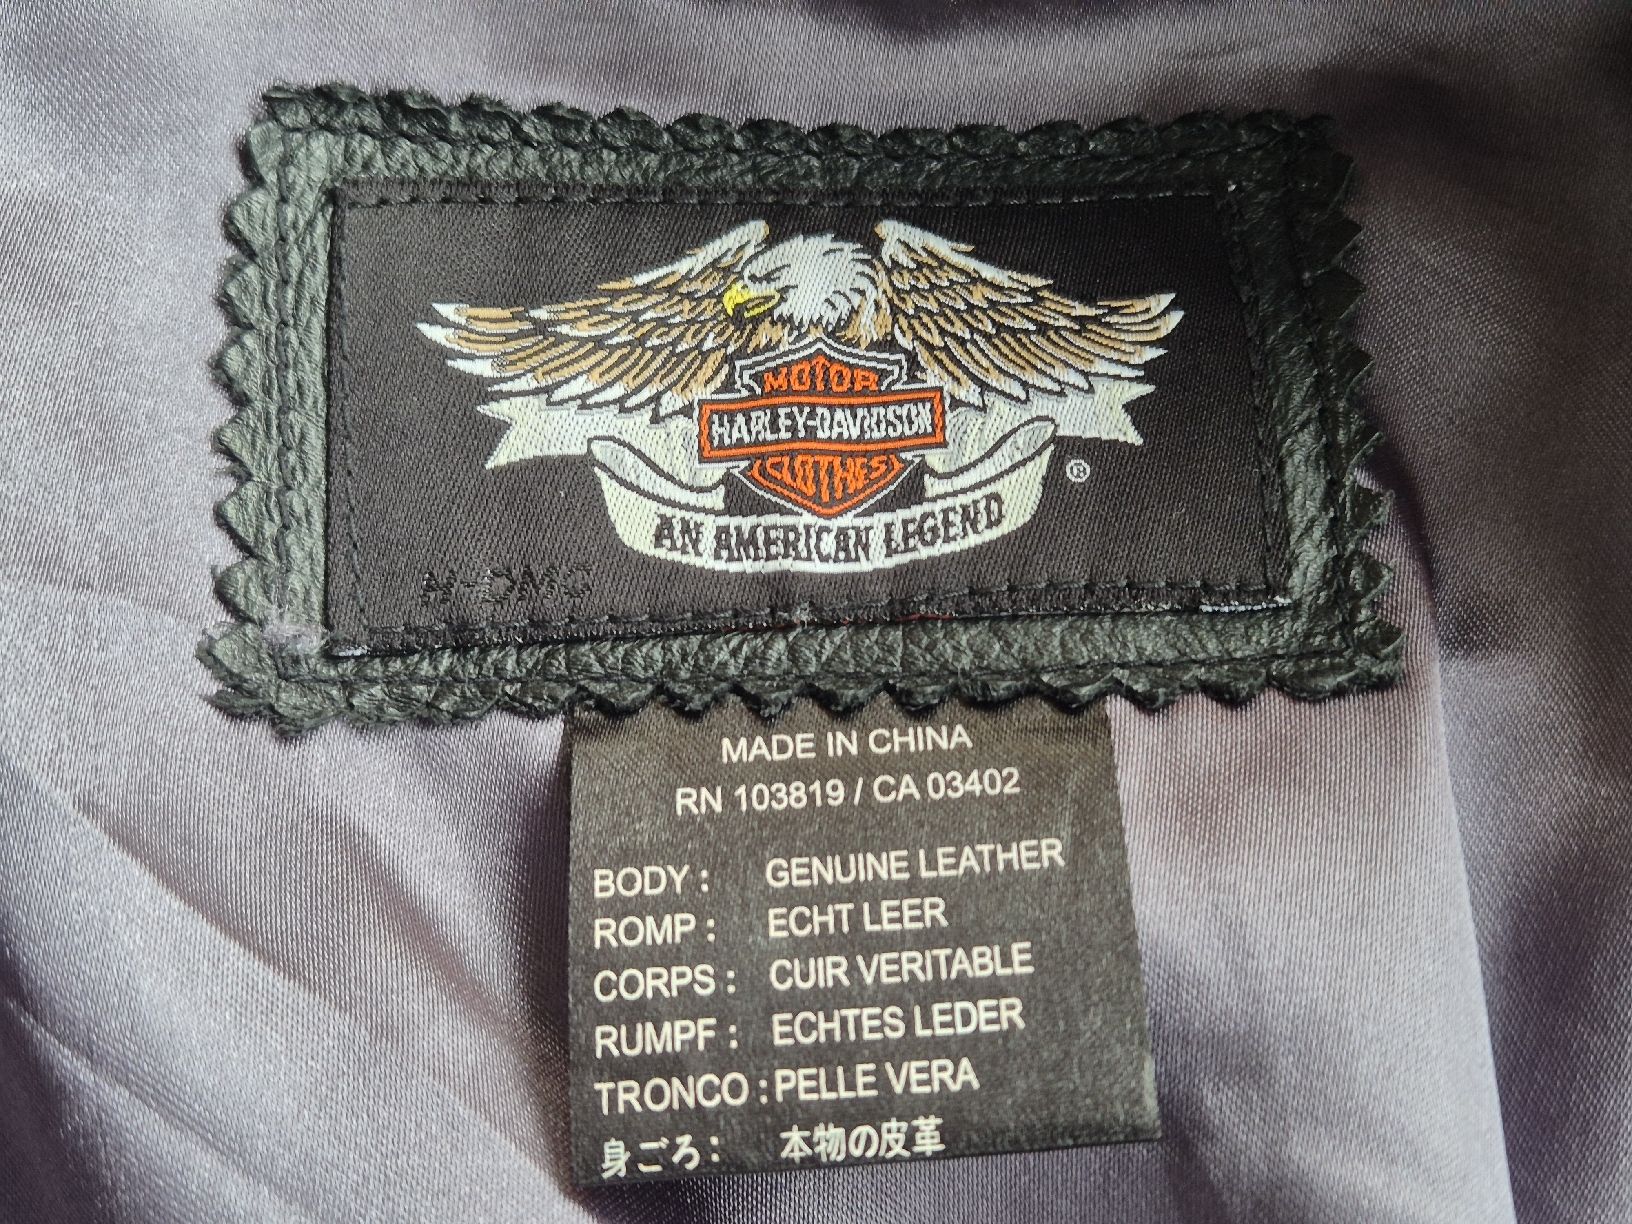 MOTOR
HARLEY-DAVIDSON
CLOTHES
®
AN AMERICAN LEGEND
H-DMC
MADE IN CHINA
RN 103819 / CA 03402
BODY : GENUINE LEATHER
ROMP : ECHT LEER
CORPS : CUIR VERITABLE
RUMPF : ECHTES LEDER
TRONCO : PELLE VERA
身ごろ : 本物の皮革